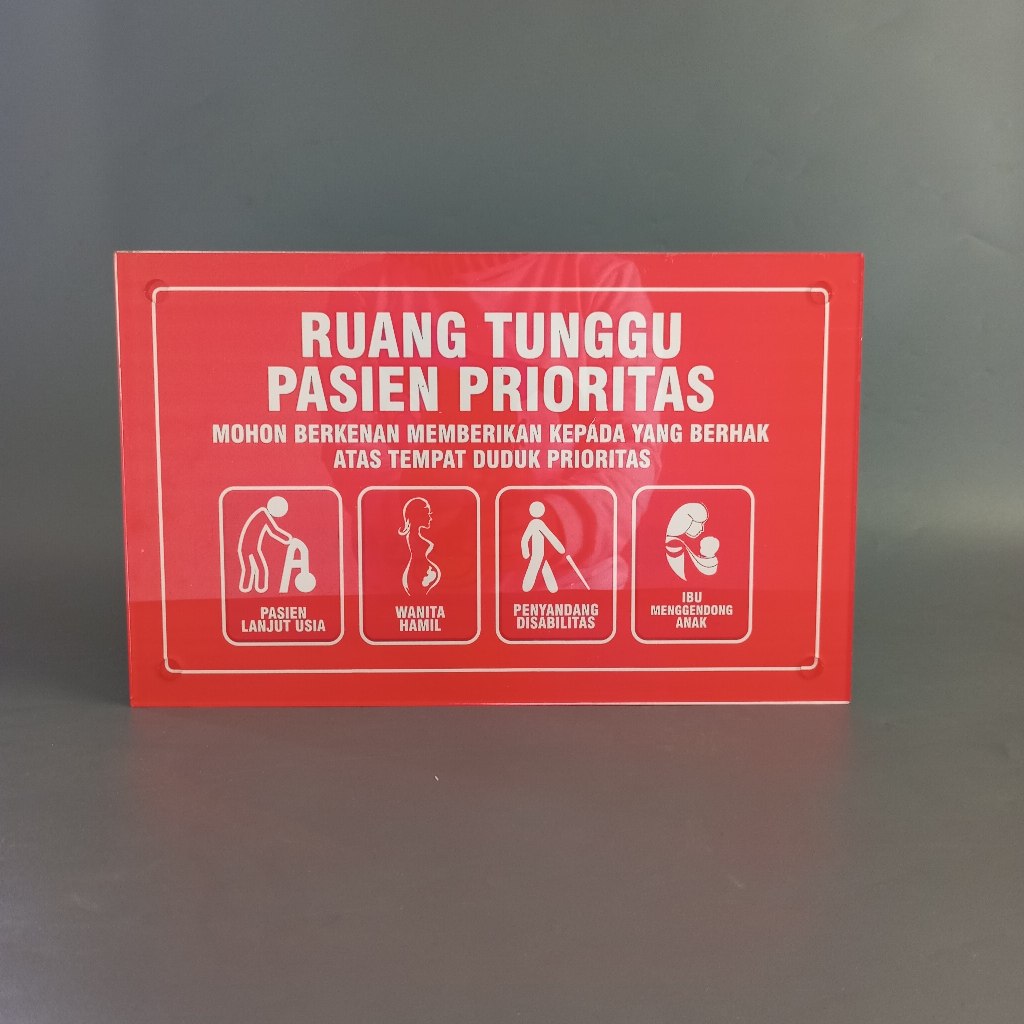 RUANG TUNGGU
PASIEN PRIORITAS
MOHON BERKENAN MEMBERIKAN KEPADA YANG BERHAK
ATAS TEMPAT DUDUK PRIORITAS
PASIEN
LANJUT USIA
WANITA
HAMIL
PENYANDANG
DISABILITAS
IBU
MENGGENDONG
ANAK